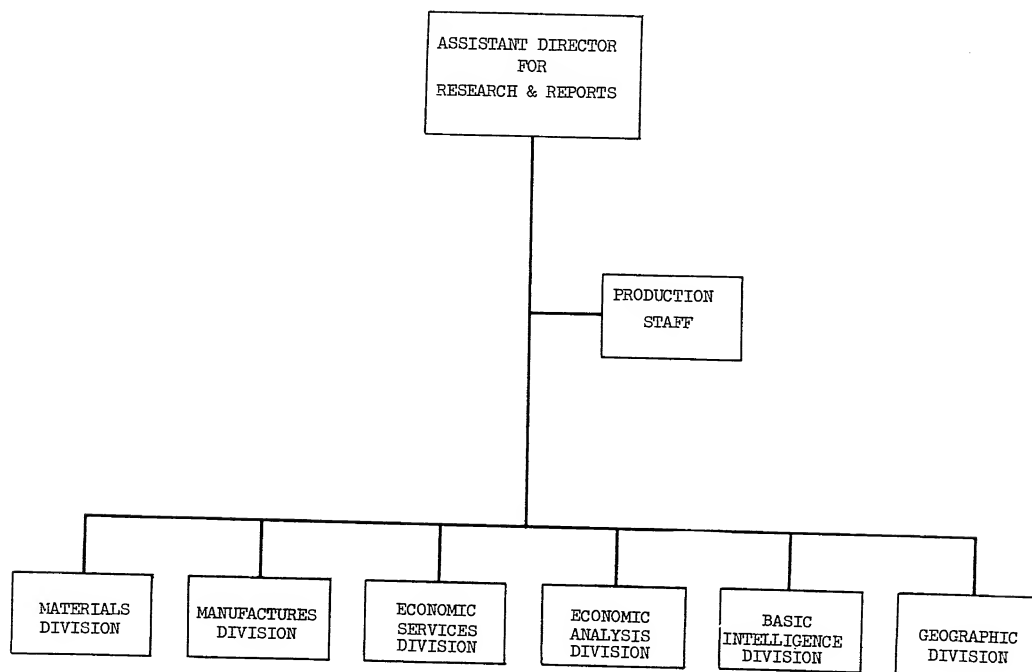 ASSISTANT DIRECTOR
FOR
RESEARCH & REPORTS
PRODUCTION
STAFF
MATERIALS
DIVISION
MANUFACTURES
DIVISION
ECONOMIC
SERVICES
DIVISION
ECONOMIC
ANALYSIS
DIVISION
BASIC
INTELLIGENCE
DIVISION
GEOGRAPHIC
DIVISION